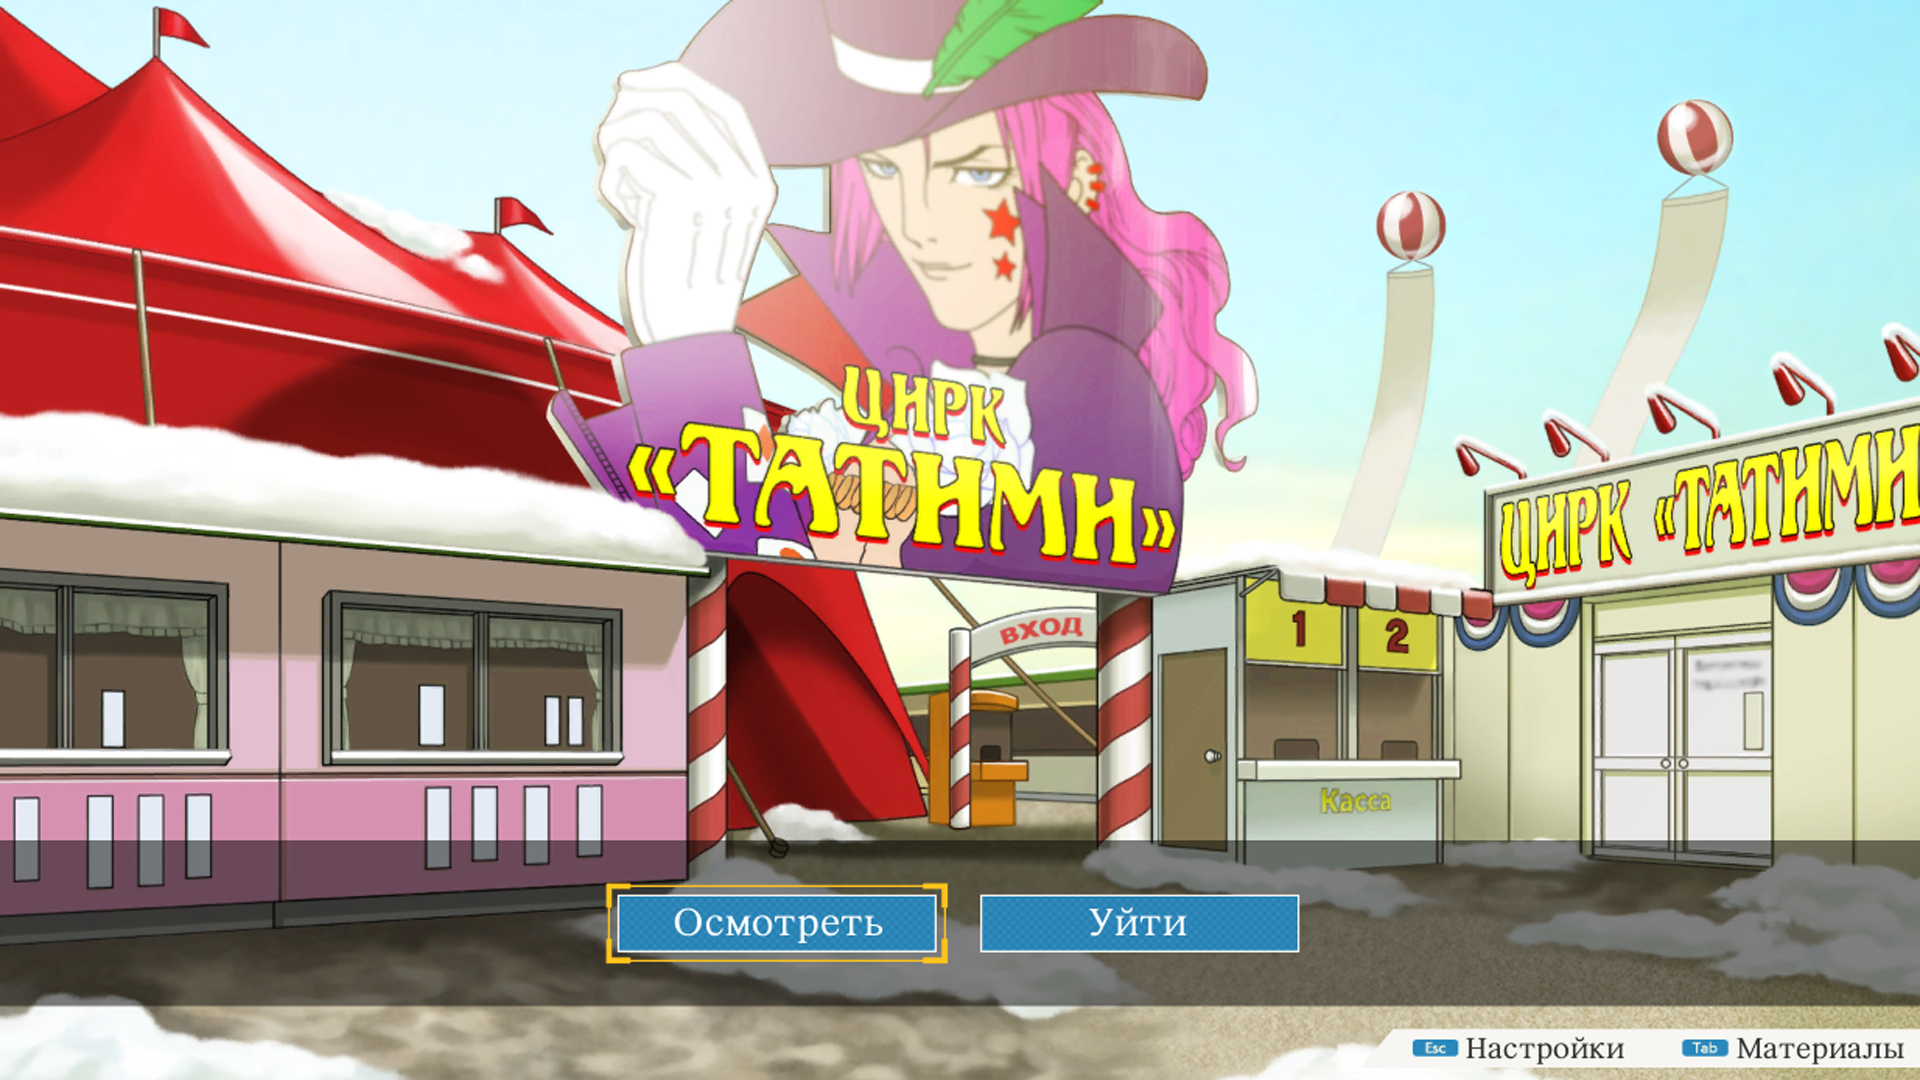 ЦИРК
«ТАТИМИ»
ЦИРК «ТАТИМИ
ВХОД
1
2
Касса
Осмотреть
Уйти
Esc Настройки
Tab Материалы